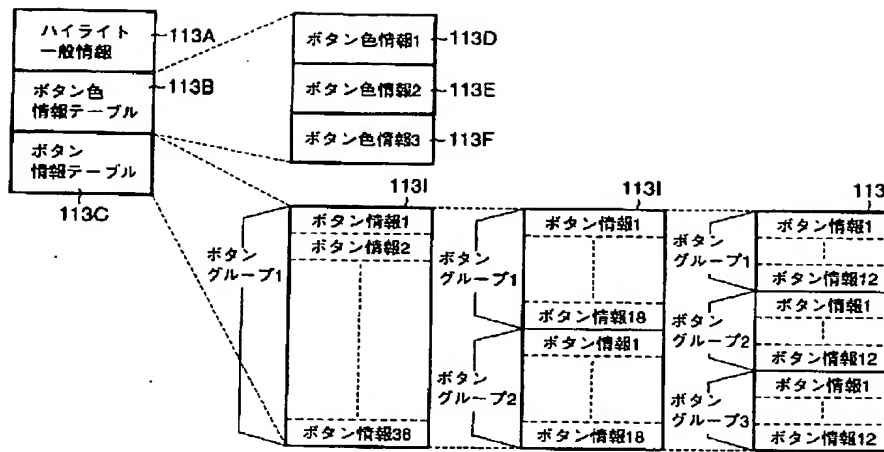 ハイライト
一般情報
113A
ボタン色
情報テーブル
113B
ボタン
情報テーブル
113C
ボタン色情報1
113D
ボタン色情報2
113E
ボタン色情報3
113F
113I
ボタン
グループ1
ボタン情報1
ボタン情報2
ボタン情報36
113I
ボタン
グループ1
ボタン情報1
ボタン情報18
ボタン
グループ2
ボタン情報1
ボタン情報18
113
ボタン
グループ1
ボタン情報1
ボタン情報12
ボタン
グループ2
ボタン情報1
ボタン情報12
ボタン
グループ3
ボタン情報1
ボタン情報12